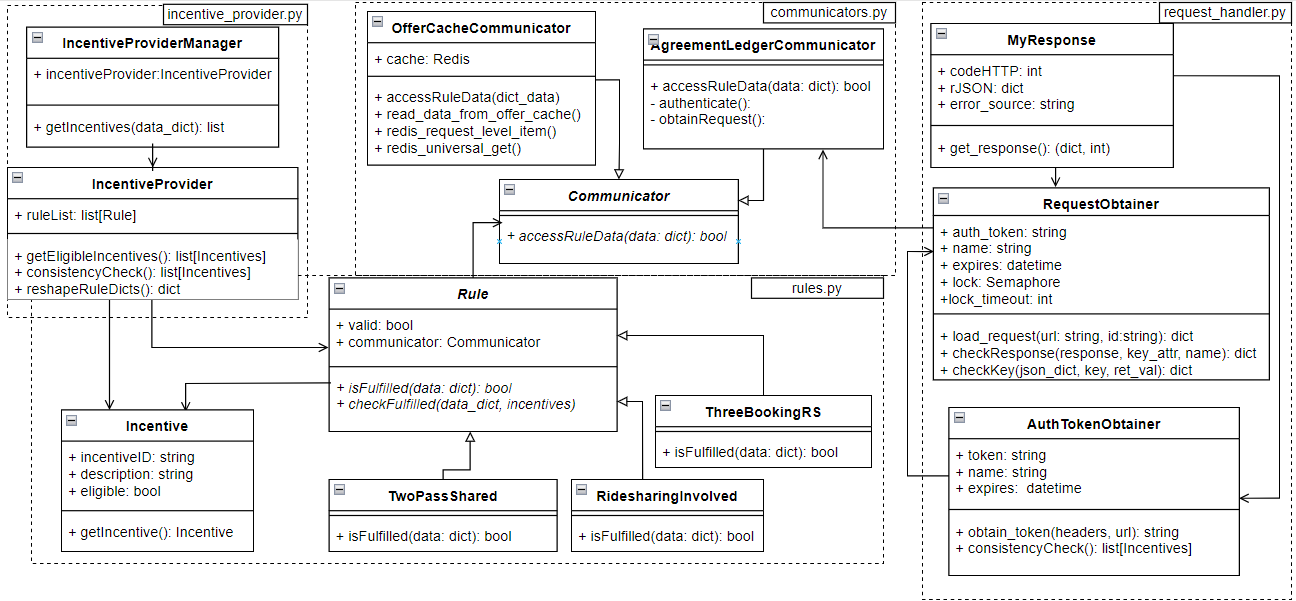 incentive_provider.py
IncentiveProviderManager
+ incentiveProvider:IncentiveProvider
+ getIncentives(data_dict): list
IncentiveProvider
+ ruleList: list[Rule]
+ getEligibleIncentives(): list[Incentives]
+ consistencyCheck(): list[Incentives]
+ reshapeRuleDicts(): dict
communicators.py
OfferCacheCommunicator
+ cache: Redis
+ accessRuleData(dict_data)
+ read_data_from_offer_cache()
+ redis_request_level_item()
+ redis_universal_get()
AgreementLedgerCommunicator
+ accessRuleData(data: dict): bool
- authenticate():
- obtainRequest():
Communicator
+ accessRuleData(data: dict): bool
rules.py
Rule
+ valid: bool
+ communicator: Communicator
+ isFulfilled(data: dict): bool
+ checkFulfilled(data_dict, incentives)
Incentive
+ incentiveID: string
+ description: string
+ eligible: bool
+ getIncentive(): Incentive
TwoPassShared
+ isFulfilled(data: dict): bool
RidesharingInvolved
+ isFulfilled(data: dict): bool
ThreeBookingRS
+ isFulfilled(data: dict): bool
request_handler.py
MyResponse
+ codeHTTP: int
+ rJSON: dict
+ error_source: string
+ get_response(): (dict, int)
RequestObtainer
+ auth_token: string
+ name: string
+ expires: datetime
+ lock: Semaphore
+lock_timeout: int
+ load_request(url: string, id:string): dict
+ checkResponse(response, key_attr, name): dict
+ checkKey(json_dict, key, ret_val): dict
AuthTokenObtainer
+ token: string
+ name: string
+ expires:  datetime
+ obtain_token(headers, url): string
+ consistencyCheck(): list[Incentives]